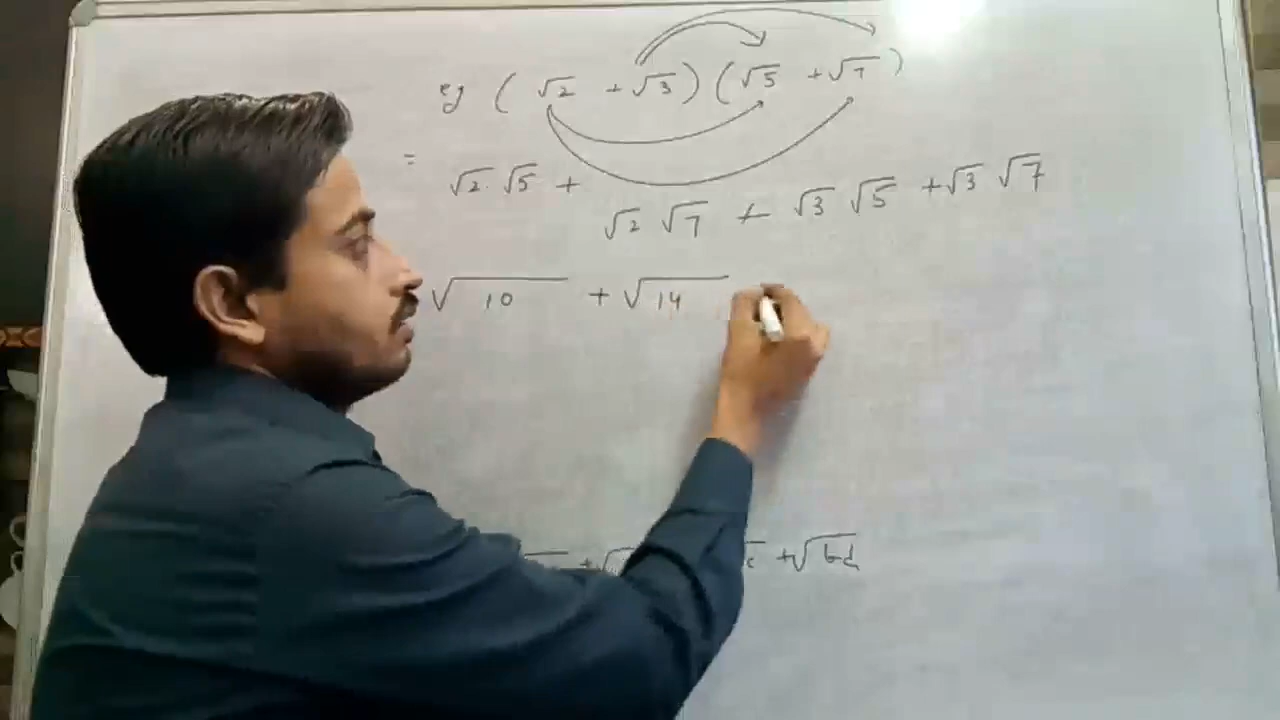 eg (√2 + √3) (√5 + √7)
= √2 · √5 + √2 √7 + √3 √5 + √3 √7
√10 + √14
+ √bd